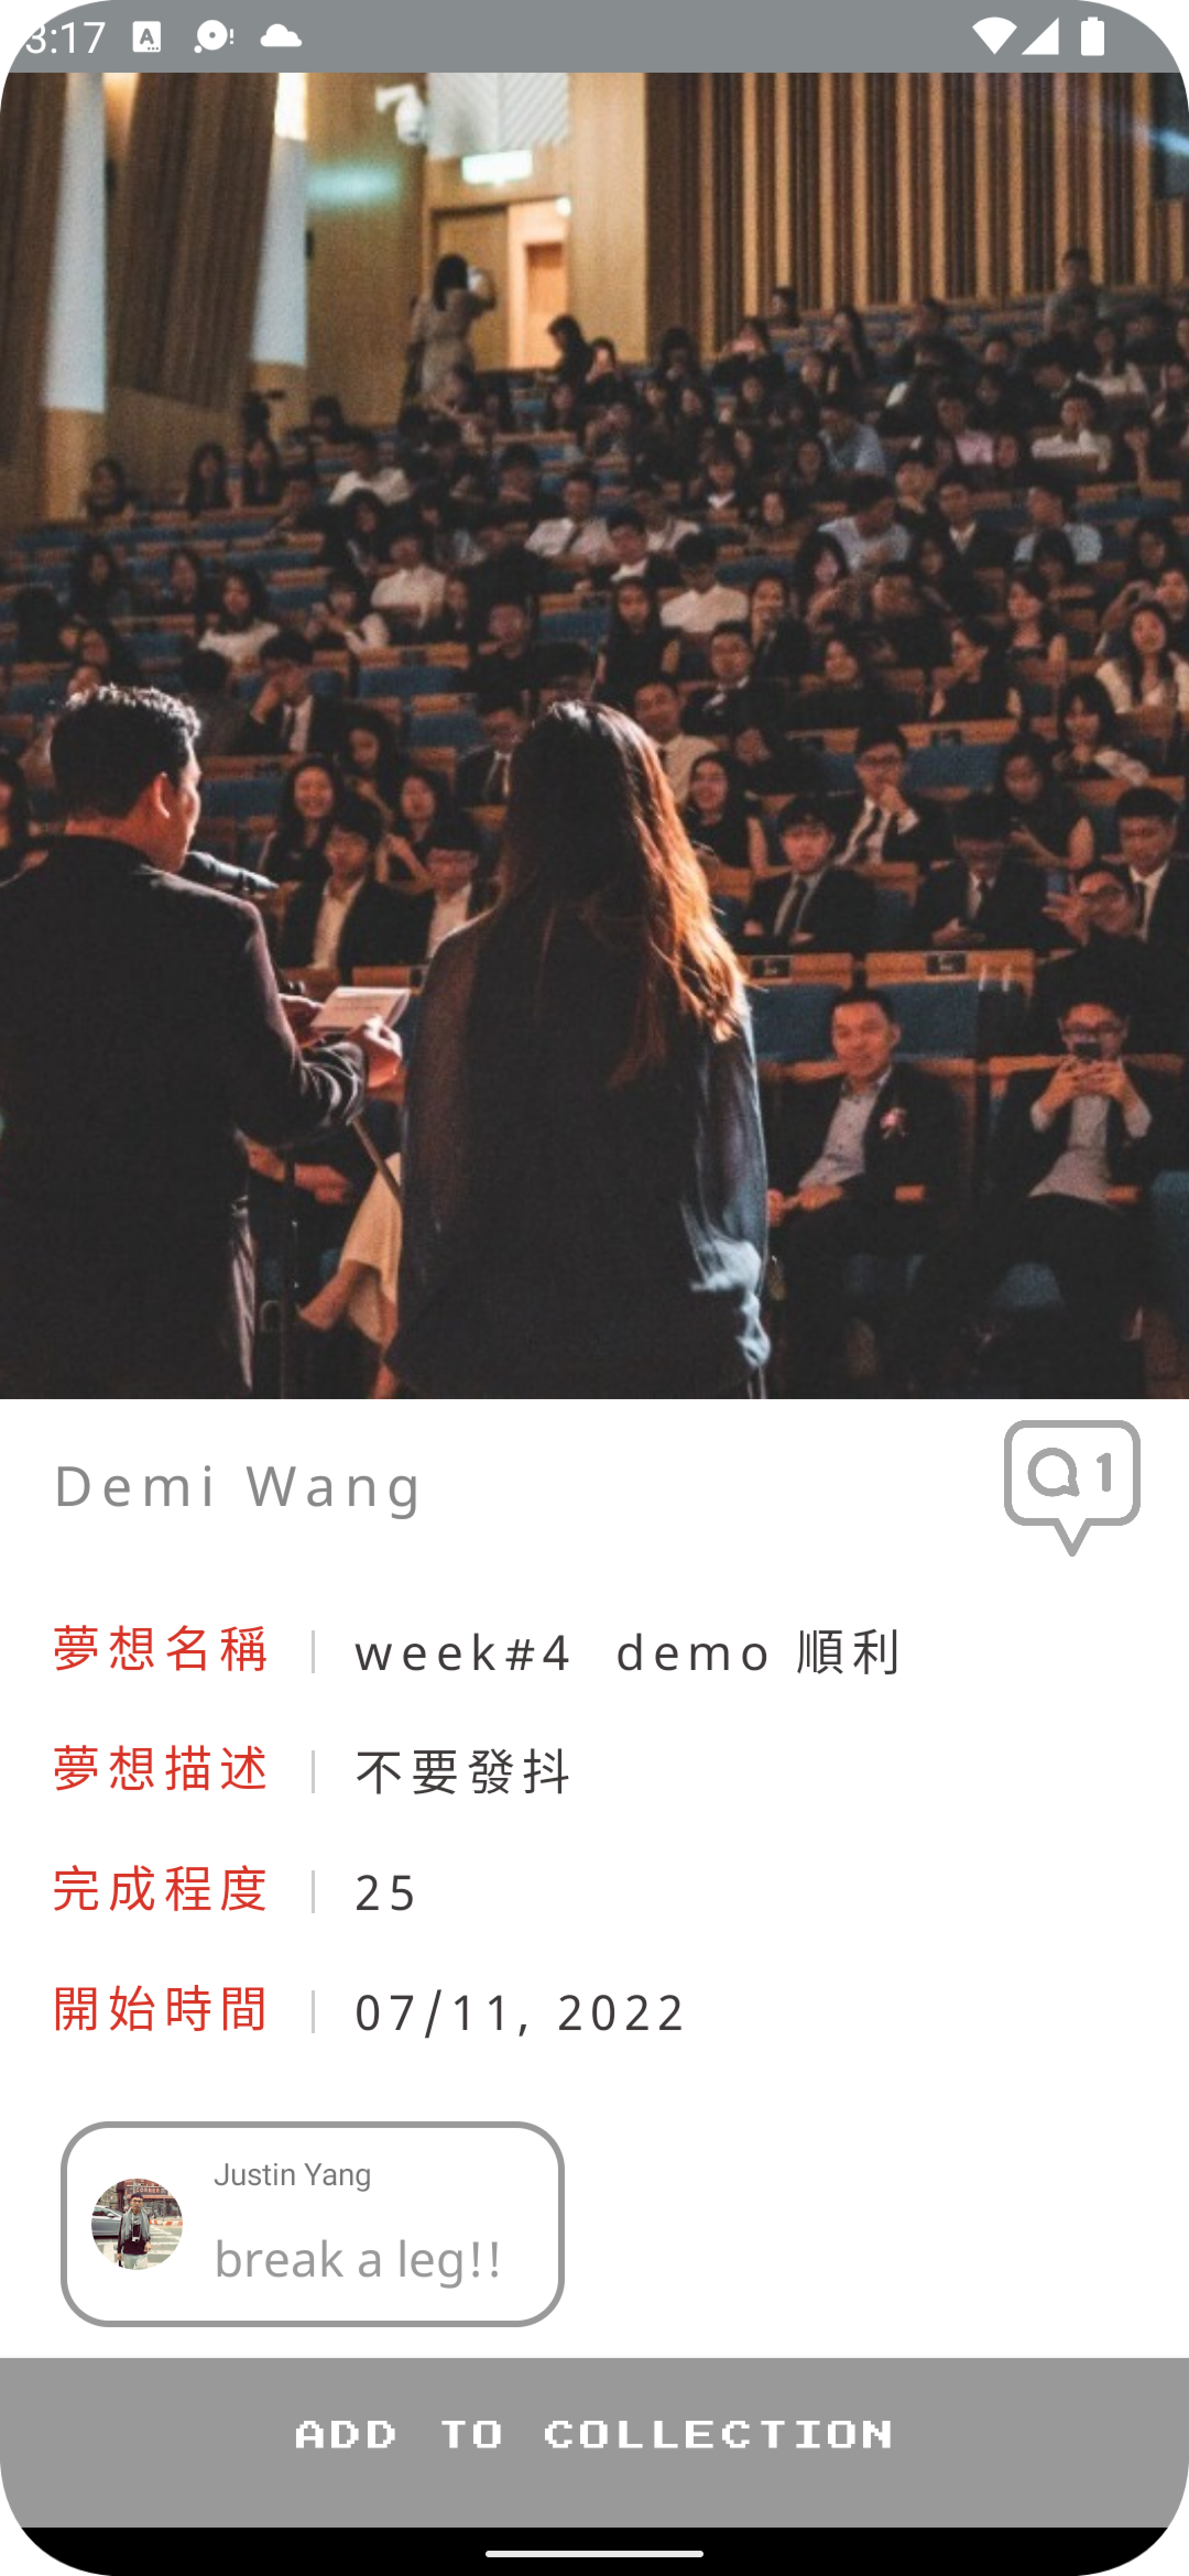 3:17
Demi Wang
1
夢想名稱 | week#4 demo 順利
夢想描述 | 不要發抖
完成程度 | 25
開始時間 | 07/11, 2022
Justin Yang
break a leg!!
ADD TO COLLECTION